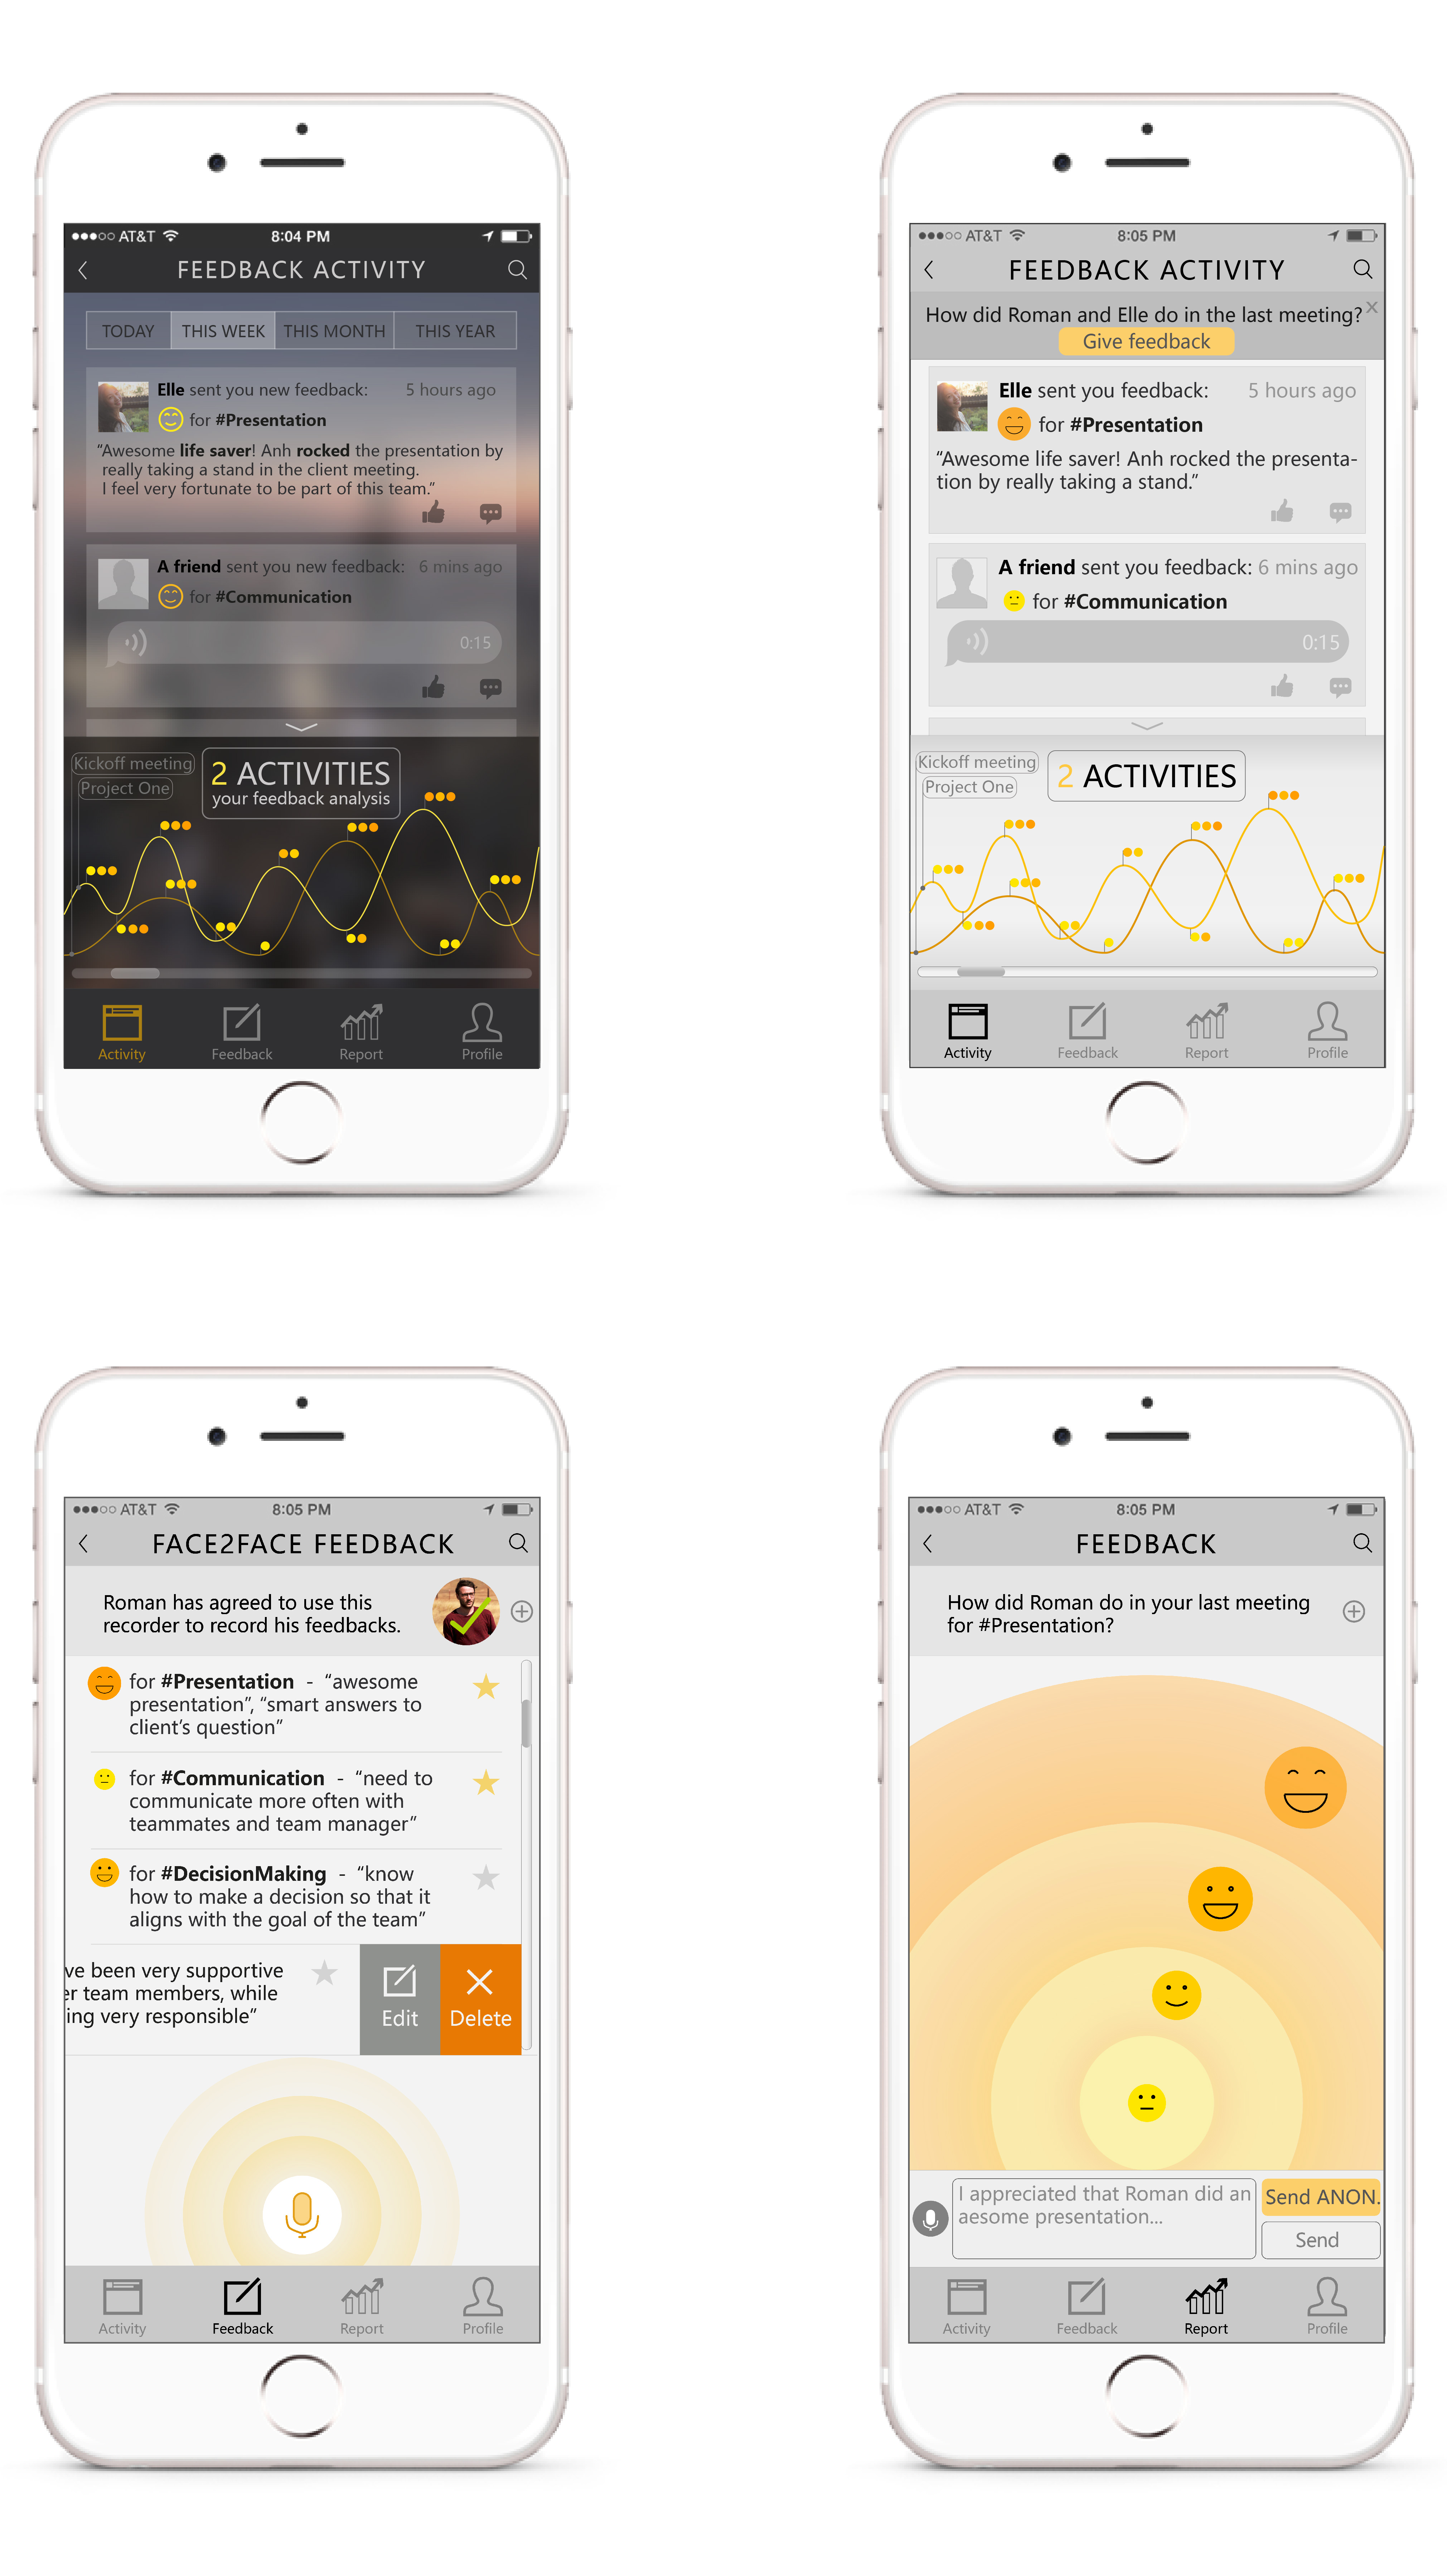 AT&T 8:04 PM
FEEDBACK ACTIVITY
TODAY THIS WEEK THIS MONTH THIS YEAR
Elle sent you new feedback: 5 hours ago
for #Presentation
“Awesome life saver! Anh rocked the presentation by
really taking a stand in the client meeting.
I feel very fortunate to be part of this team.”
A friend sent you new feedback: 6 mins ago
for #Communication
0:15
Kickoff meeting
Project One
2 ACTIVITIES
your feedback analysis
Activity Feedback Report Profile
AT&T 8:05 PM
FEEDBACK ACTIVITY
How did Roman and Elle do in the last meeting? x
Give feedback
Elle sent you feedback: 5 hours ago
for #Presentation
“Awesome life saver! Anh rocked the presenta-
tion by really taking a stand.”
A friend sent you feedback: 6 mins ago
for #Communication
0:15
Kickoff meeting
Project One
2 ACTIVITIES
Activity Feedback Report Profile
AT&T 8:05 PM
FACE2FACE FEEDBACK
Roman has agreed to use this
recorder to record his feedbacks.
for #Presentation - “awesome
presentation”, “smart answers to
client’s question”
for #Communication - “need to
communicate more often with
teammates and team manager”
for #DecisionMaking - “know
how to make a decision so that it
aligns with the goal of the team”
ve been very supportive
er team members, while
ing very responsible”
Edit Delete
Activity Feedback Report Profile
AT&T 8:05 PM
FEEDBACK
How did Roman do in your last meeting
for #Presentation?
I appreciated that Roman did an
aesome presentation...
Send ANON.
Send
Activity Feedback Report Profile